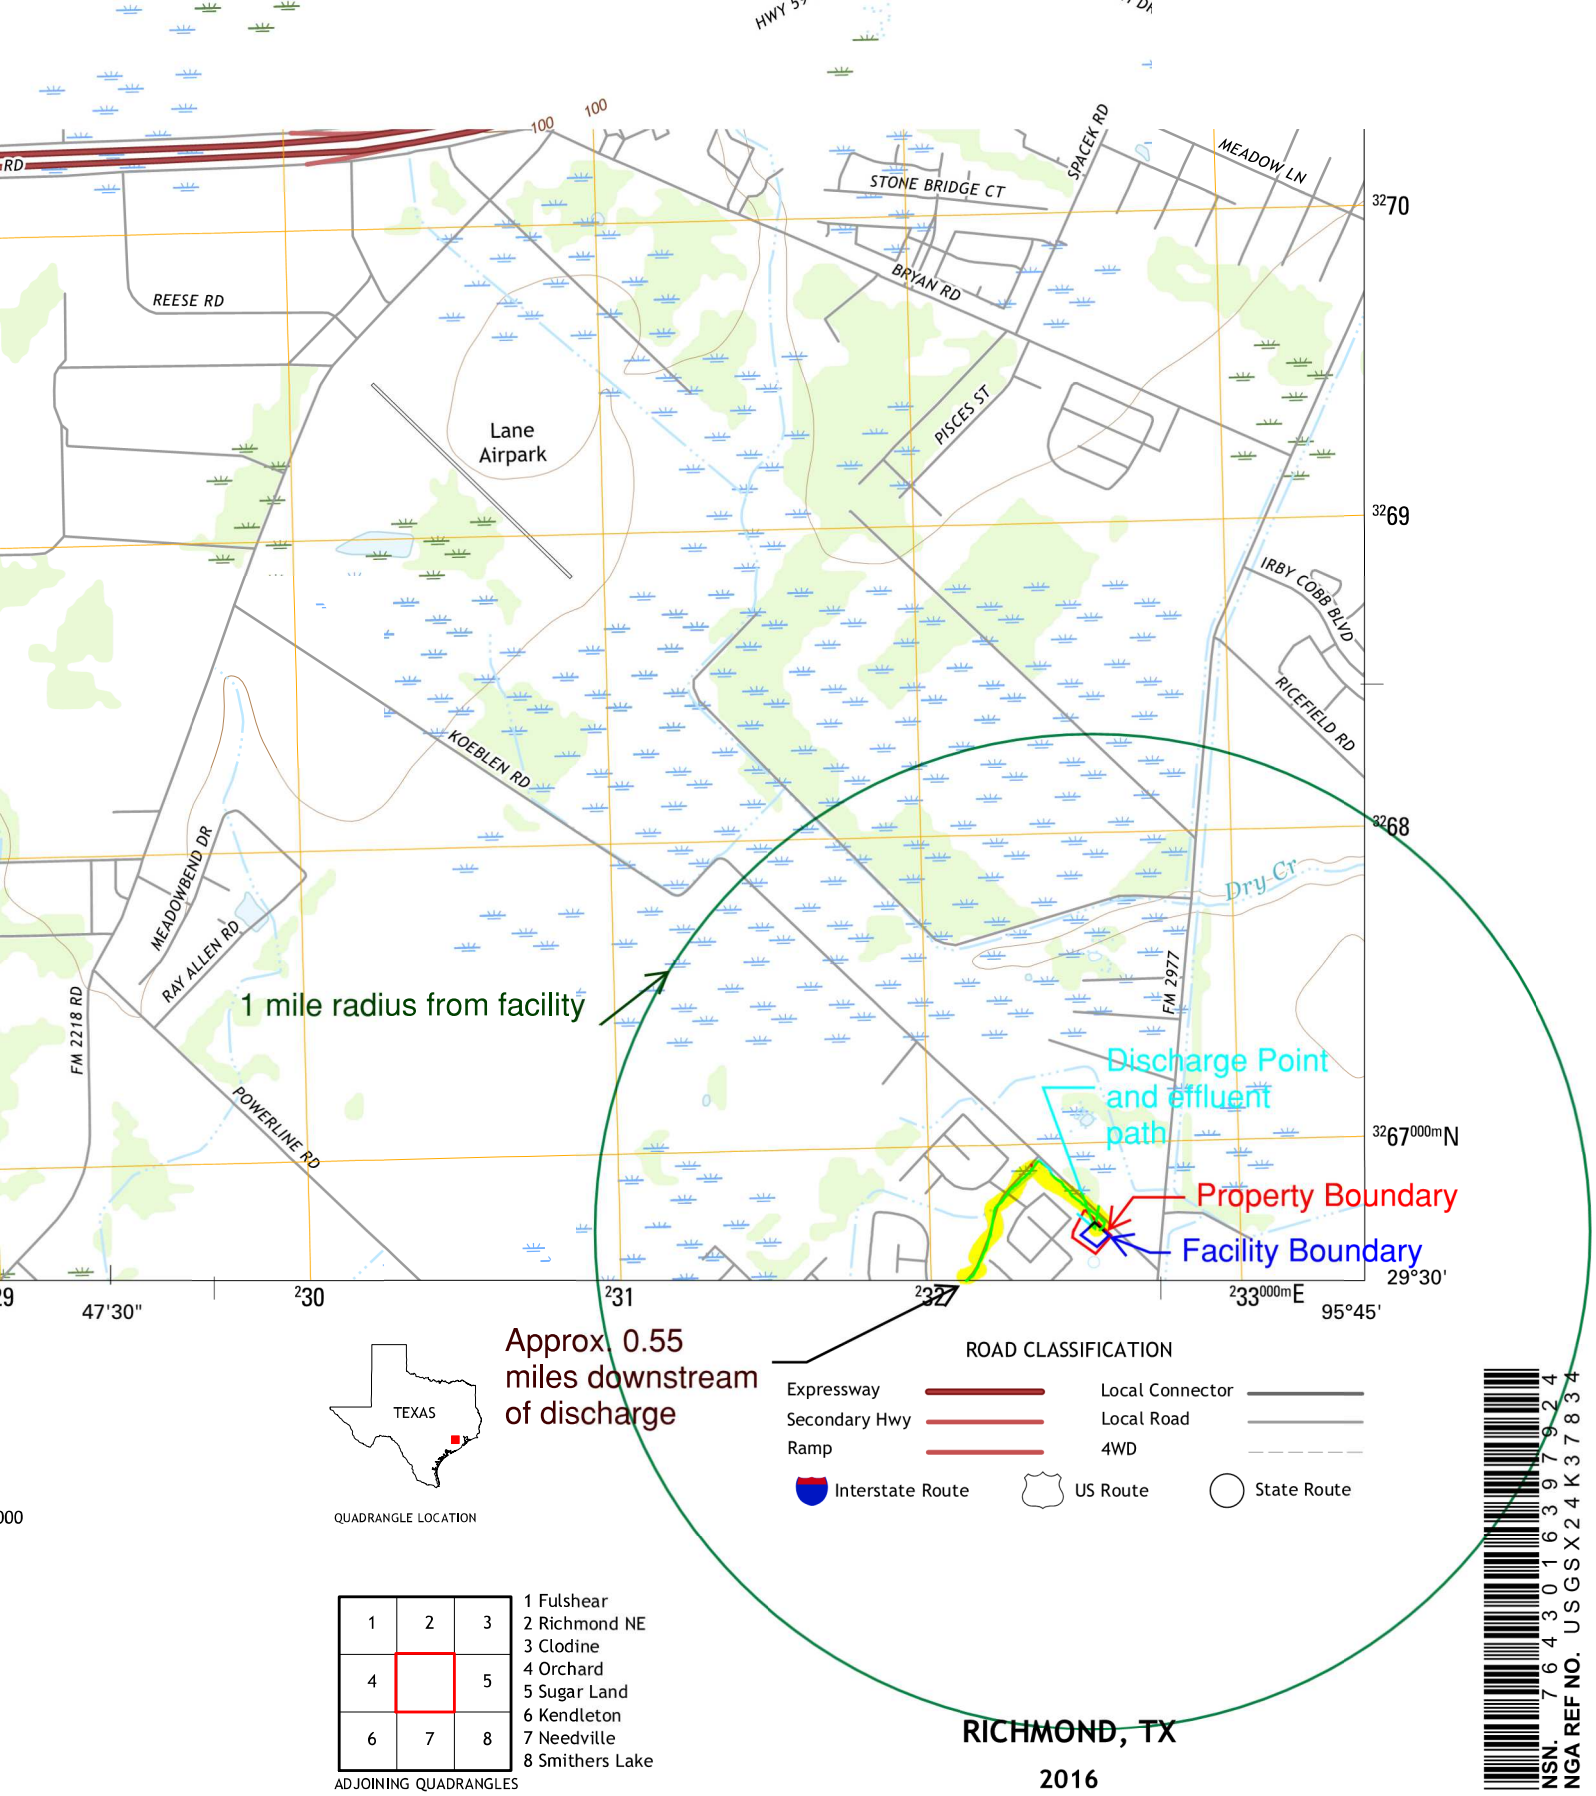 HWY 59
100
100
RD
SPACEK RD
MEADOW LN
STONE BRIDGE CT
3270
REESE RD
BRYAN RD
PISCES ST
Lane
Airpark
3269
IRBY COBB BLVD
RICEFIELD RD
KOEBLEN RD
3268
Dry Cr
MEADOWBEND DR
RAY ALLEN RD
FM 2977
FM 2218 RD
1 mile radius from facility
Discharge Point
and effluent
path
POWERLINE RD
3267000mN
Property Boundary
Facility Boundary
29°30'
29
47'30"
230
231
232
233000mE
95°45'
Approx. 0.55
miles downstream
of discharge
TEXAS
QUADRANGLE LOCATION
ROAD CLASSIFICATION
Expressway
Local Connector
Secondary Hwy
Local Road
Ramp
4WD
Interstate Route
US Route
State Route
000
1 2 3
4 5
6 7 8
1 Fulshear
2 Richmond NE
3 Clodine
4 Orchard
5 Sugar Land
6 Kendleton
7 Needville
8 Smithers Lake
ADJOINING QUADRANGLES
RICHMOND, TX
2016
NSN. 7643016397924
NGA REF NO. USGSX24K37834